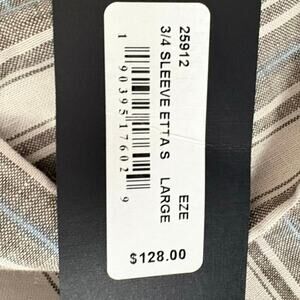 25912 EZE
3/4 SLEEVE ETTA S LARGE
1 90395 17602 9
$128.00